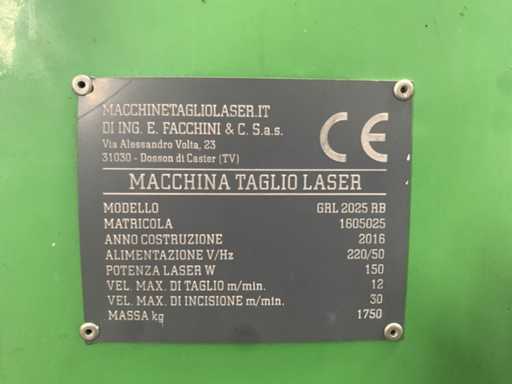 MACCHINETAGLIOLASER.IT
DI ING. E. FACCHINI & C. S.a.s.
Via Alessandro Volta, 23
31030 - Dosson di Casier (TV)
CE
MACCHINA TAGLIO LASER
MODELLO GRL 2025 RB
MATRICOLA 1605025
ANNO COSTRUZIONE 2016
ALIMENTAZIONE V/Hz 220/50
POTENZA LASER W 150
VEL. MAX. DI TAGLIO m/min. 12
VEL. MAX. DI INCISIONE m/min. 30
MASSA kg 1750